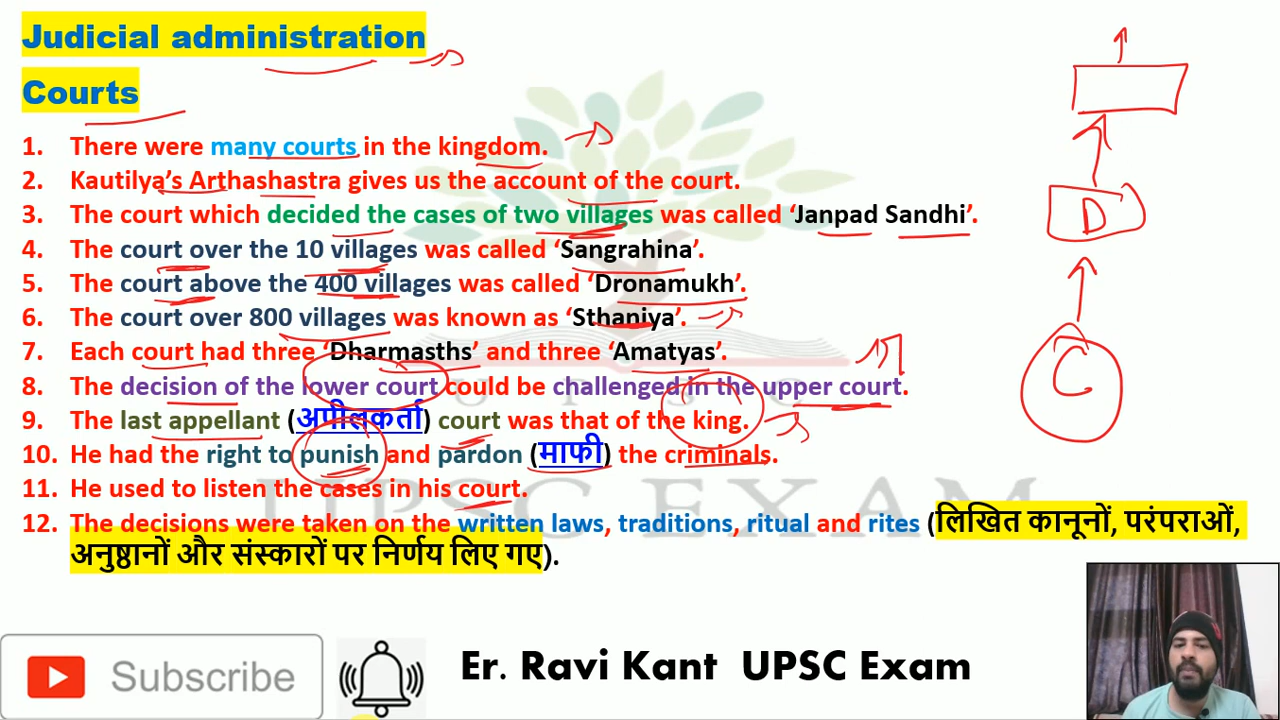 Judicial administration
Courts
1. There were many courts in the kingdom.
2. Kautilya's Arthashastra gives us the account of the court.
3. The court which decided the cases of two villages was called ‘Janpad Sandhi’.
4. The court over the 10 villages was called ‘Sangrahina’.
5. The court above the 400 villages was called ‘Dronamukh’.
6. The court over 800 villages was known as ‘Sthaniya’.
7. Each court had three ‘Dharmasths’ and three ‘Amatyas’.
8. The decision of the lower court could be challenged in the upper court.
9. The last appellant (अपीलकर्ता) court was that of the king.
10. He had the right to punish and pardon (माफी) the criminals.
11. He used to listen the cases in his court.
12. The decisions were taken on the written laws, traditions, ritual and rites (लिखित कानूनों, परंपराओं,
अनुष्ठानों और संस्कारों पर निर्णय लिए गए).
D
C
UPSC EXAM
Subscribe
Er. Ravi Kant UPSC Exam